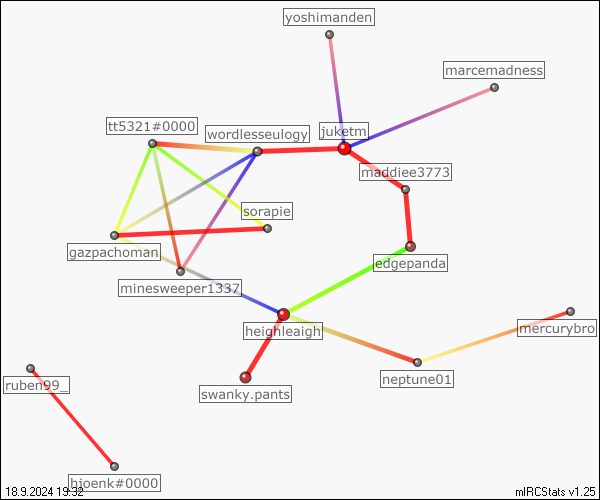 yoshimanden
marcemadness
tt5321#0000
wordlesseulogy
juketm
maddiee3773
sorapie
gazpachoman
edgepanda
minesweeper1337
heighleaigh
mercurybro
neptune01
ruben99_
swanky.pants
hjoenk#0000
18.9.2024 19:32
mIRCStats v1.25